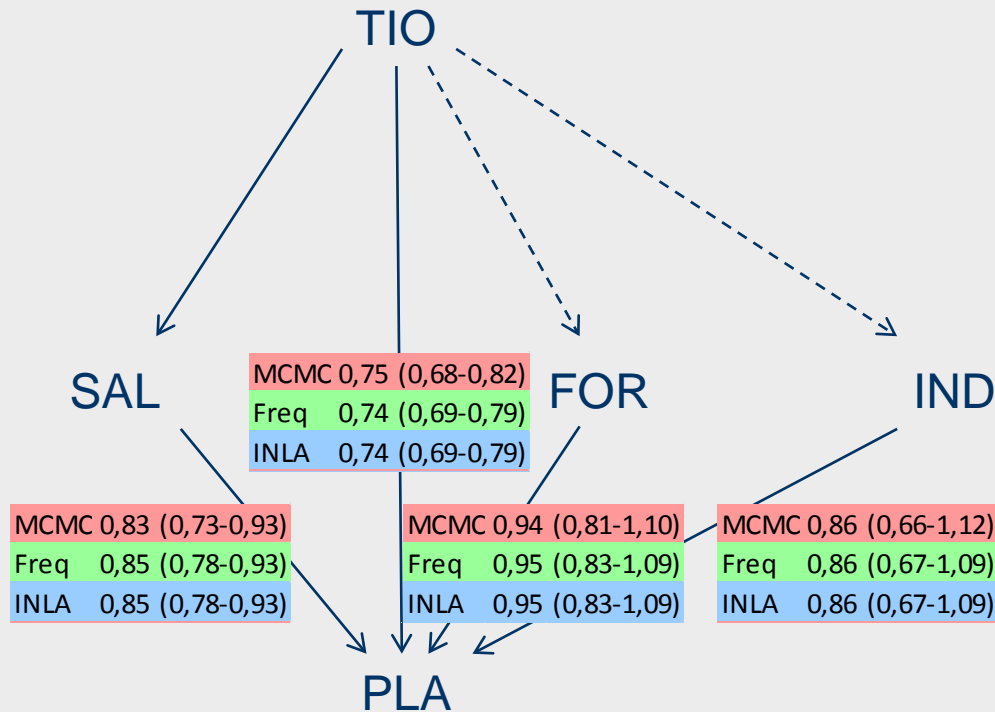 TIO
SAL
MCMC 0,75 (0,68-0,82)
Freq 0,74 (0,69-0,79)
INLA 0,74 (0,69-0,79)
FOR
IND
MCMC 0,83 (0,73-0,93)
Freq 0,85 (0,78-0,93)
INLA 0,85 (0,78-0,93)
MCMC 0,94 (0,81-1,10)
Freq 0,95 (0,83-1,09)
INLA 0,95 (0,83-1,09)
MCMC 0,86 (0,66-1,12)
Freq 0,86 (0,67-1,09)
INLA 0,86 (0,67-1,09)
PLA